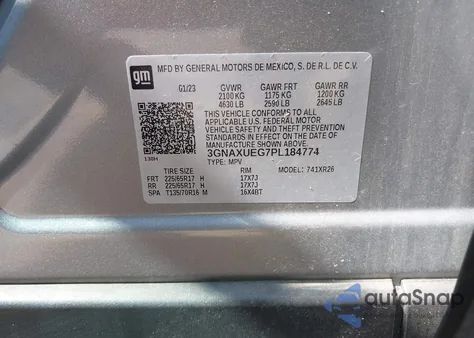 gm
MFD BY GENERAL MOTORS DE MEXICO, S. DE R.L. DE C.V.
01/23 GVWR GAWR FRT GAWR RR
2100 KG 1175 KG 1200 KG
4630 LB 2590 LB 2645 LB
THIS VEHICLE CONFORMS TO ALL
APPLICABLE U.S. FEDERAL MOTOR
VEHICLE SAFETY AND THEFT PREVENTION
STANDARDS IN EFFECT ON THE DATE OF
MANUFACTURE SHOWN ABOVE.
3GNAXUEG7PL184774
TYPE: MPV MODEL: 741XR26
130H
TIRE SIZE RIM
FRT 225/65R17 H 17X7J
RR 225/65R17 H 17X7J
SPA T135/70R16 M 16X4BT
autaSnap